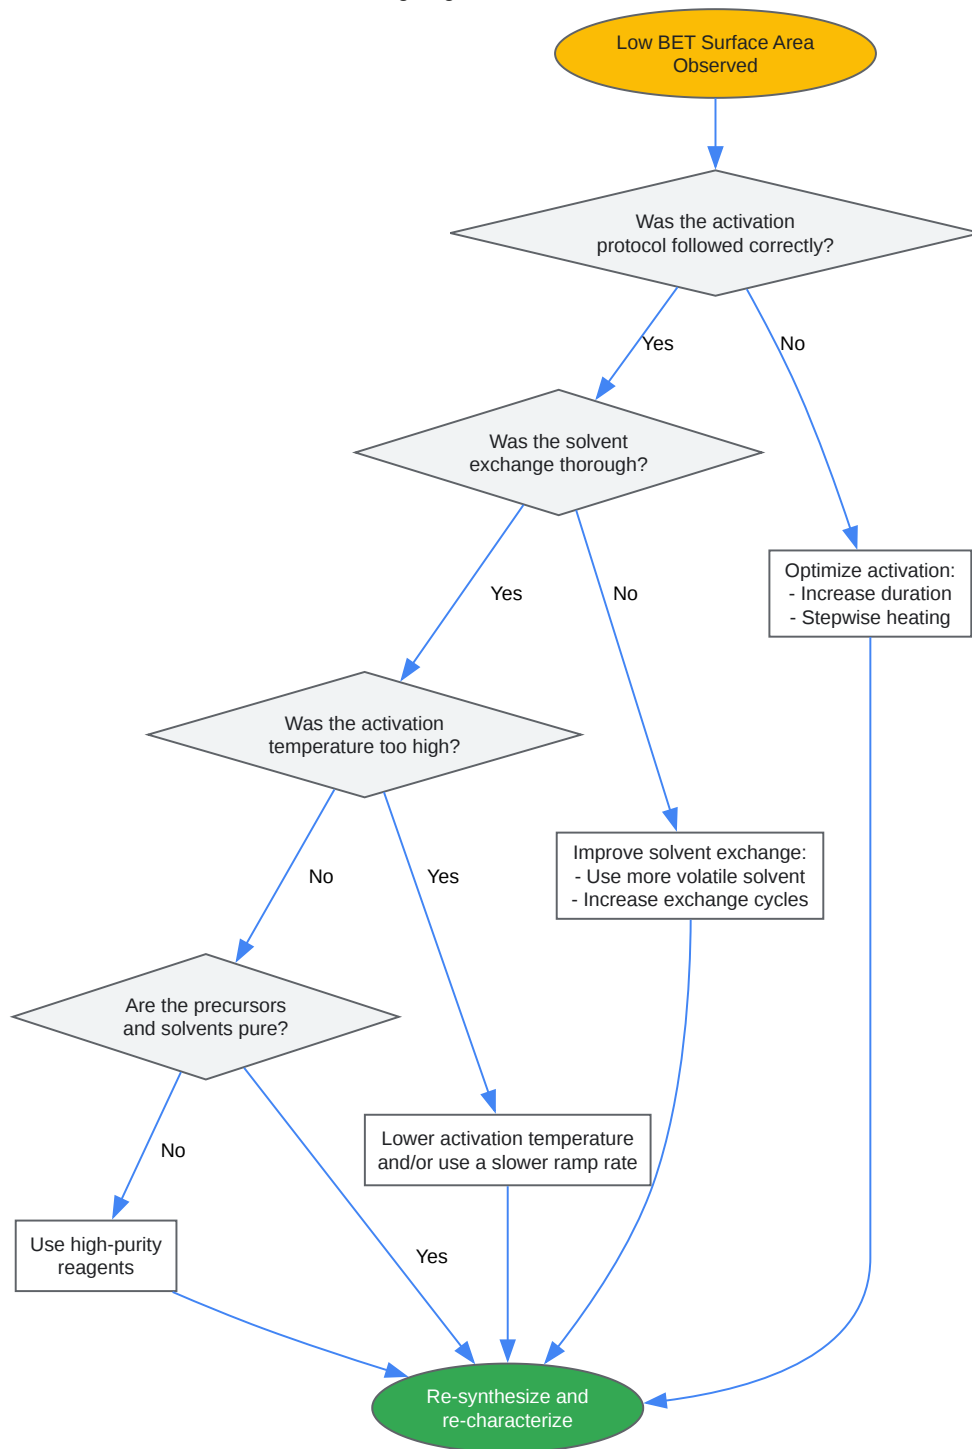 Low BET Surface Area
Observed
Was the activation
protocol followed correctly?
Yes
No
Was the solvent
exchange thorough?
Optimize activation:
- Increase duration
- Stepwise heating
Yes
No
Was the activation
temperature too high?
Improve solvent exchange:
- Use more volatile solvent
- Increase exchange cycles
No
Yes
Are the precursors
and solvents pure?
Lower activation temperature
and/or use a slower ramp rate
No
Use high-purity
reagents
Yes
Re-synthesize and
re-characterize